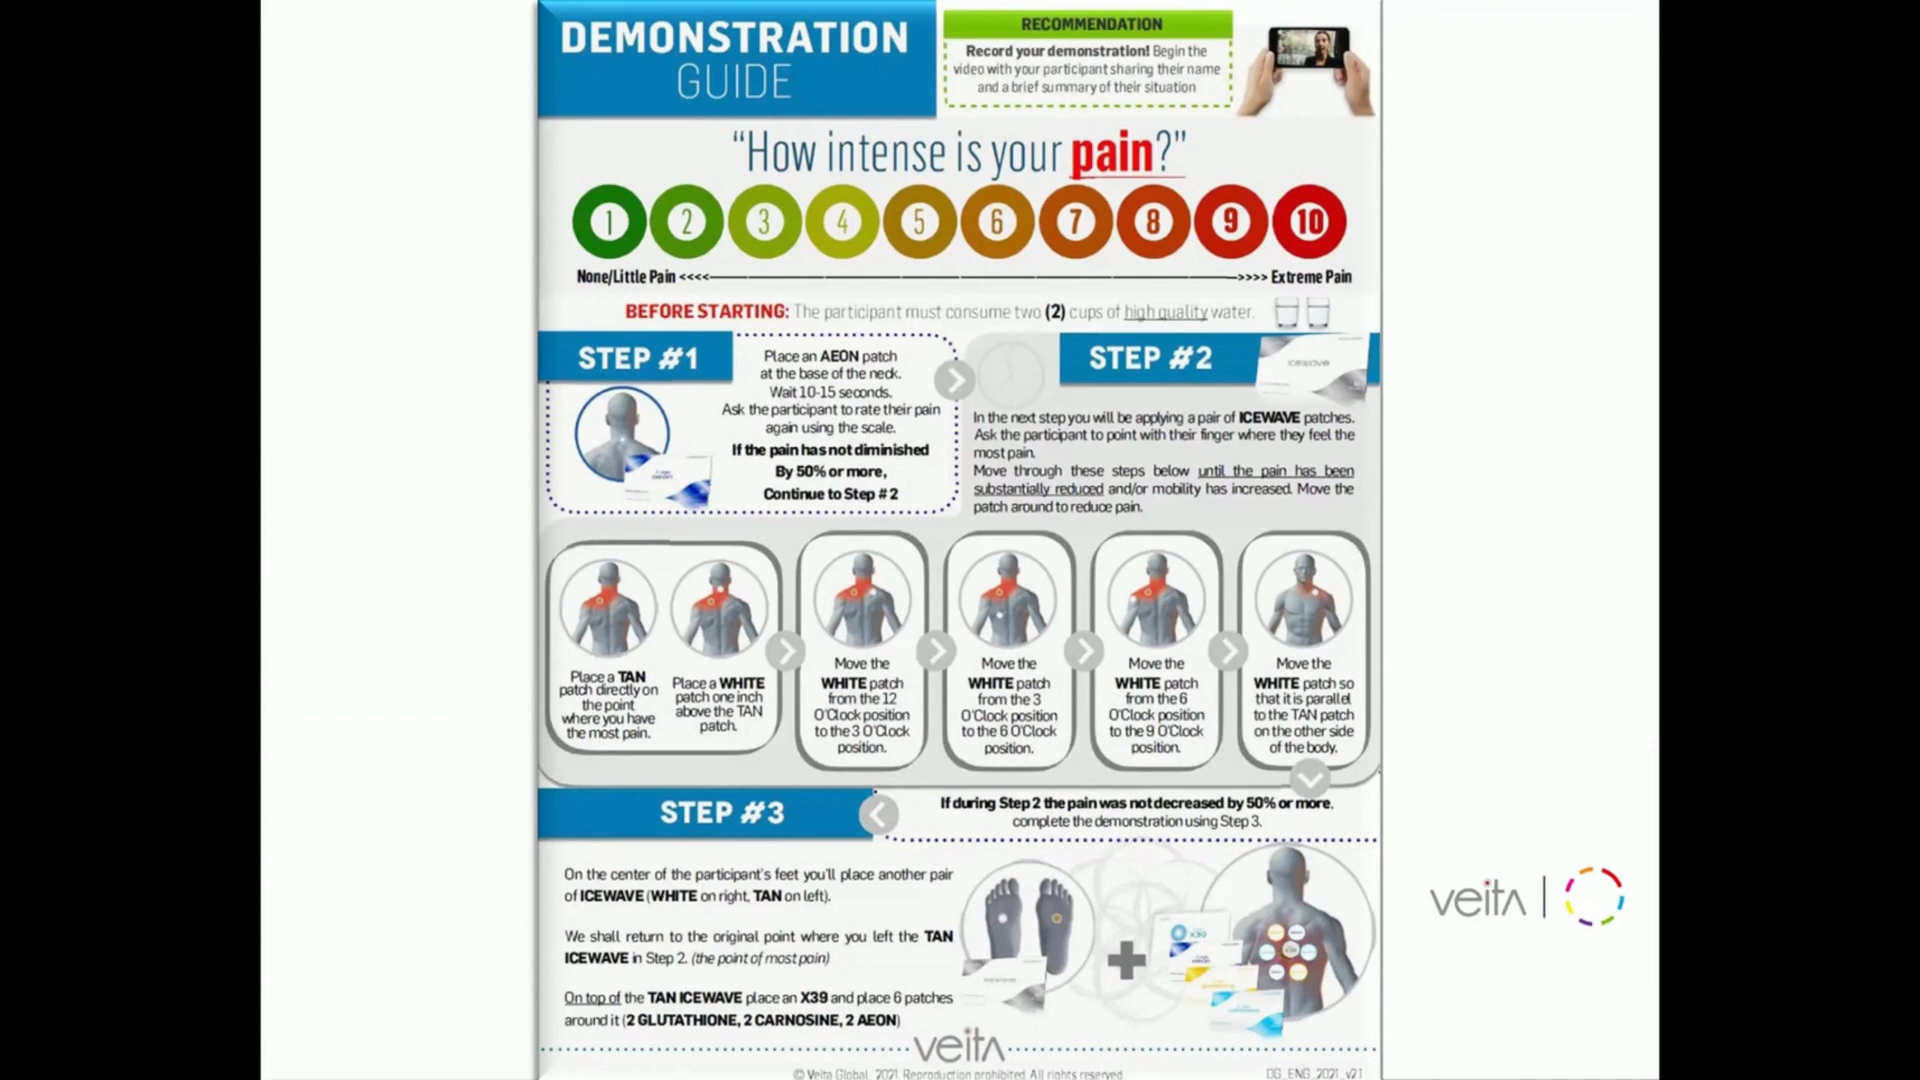 DEMONSTRATION
GUIDE
RECOMMENDATION
Record your demonstration! Begin the
video with your participant sharing their name
and a brief summary of their situation
“How intense is your pain?”
1 2 3 4 5 6 7 8 9 10
None/Little Pain <<<< >>>> Extreme Pain
BEFORE STARTING: The participant must consume two (2) cups of high quality water.
STEP #1
Place an AEON patch
at the base of the neck.
Wait 10-15 seconds.
Ask the participant to rate their pain
again using the scale.
If the pain has not diminished
By 50% or more,
Continue to Step # 2
STEP #2
icewave
In the next step you will be applying a pair of ICEWAVE patches.
Ask the participant to point with their finger where they feel the
most pain.
Move through these steps below until the pain has been
substantially reduced and/or mobility has increased. Move the
patch around to reduce pain.
Place a TAN
patch directly on
the point
where you have
the most pain.
Place a WHITE
patch one inch
above the TAN
patch.
Move the
WHITE patch
from the 12
O'Clock position
to the 3 O'Clock
position.
Move the
WHITE patch
from the 3
O'Clock position
to the 6 O'Clock
position.
Move the
WHITE patch
from the 6
O'Clock position
to the 9 O'Clock
position.
Move the
WHITE patch so
that it is parallel
to the TAN patch
on the other side
of the body.
STEP #3
If during Step 2 the pain was not decreased by 50% or more,
complete the demonstration using Step 3.
On the center of the participant's feet you'll place another pair
of ICEWAVE (WHITE on right, TAN on left).
We shall return to the original point where you left the TAN
ICEWAVE in Step 2. (the point of most pain)
On top of the TAN ICEWAVE place an X39 and place 6 patches
around it (2 GLUTATHIONE, 2 CARNOSINE, 2 AEON)
X39
veita
© Veita Global. 2021. Reproduction prohibited. All rights reserved.
DG_ENG_2021_v2.1
veita